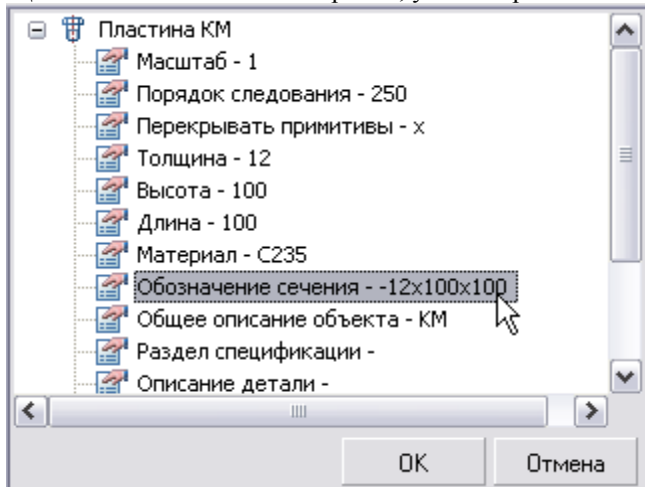 Пластина КМ
Масштаб - 1
Порядок следования - 250
Перекрывать примитивы - x
Толщина - 12
Высота - 100
Длина - 100
Материал - С235
Обозначение сечения - -12x100x100
Общее описание объекта - КМ
Раздел спецификации -
Описание детали -
ОК Отмена